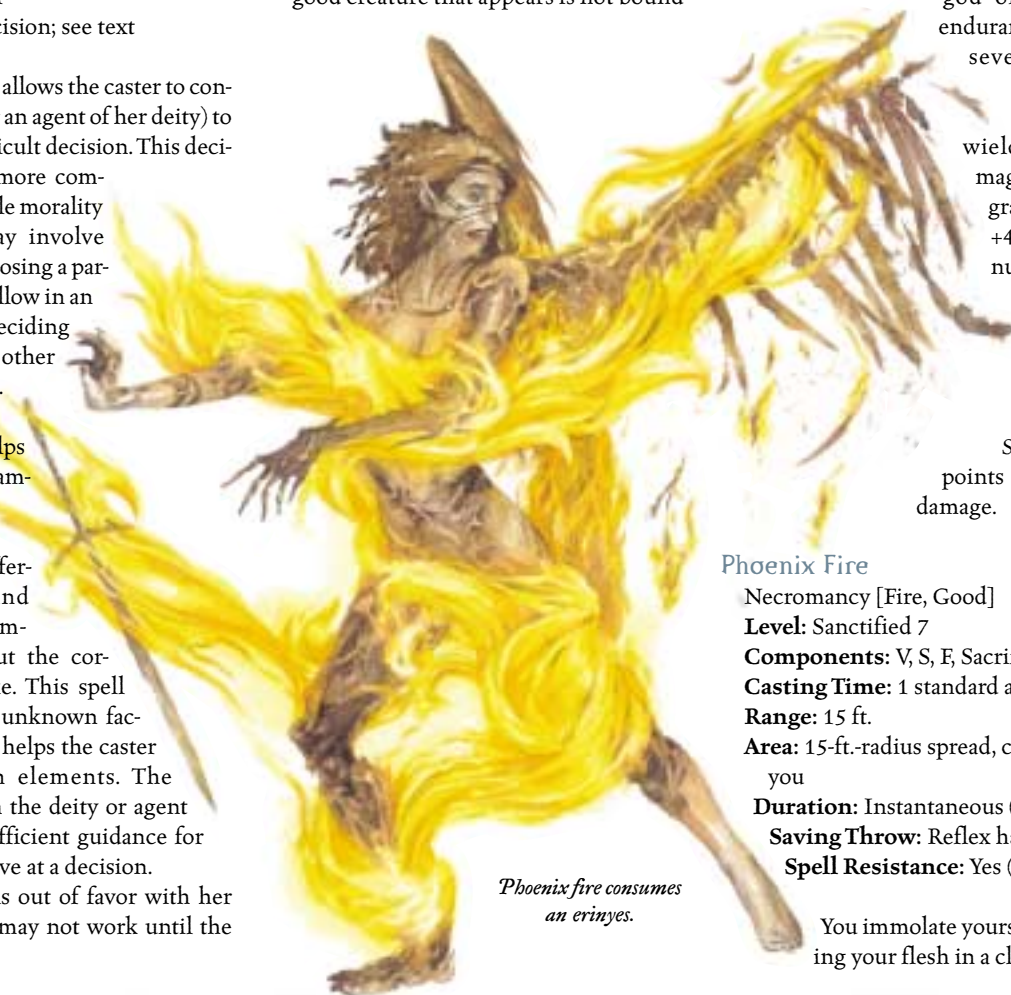 cision; see text
allows the caster to con-
an agent of her deity) to
icult decision. This deci-
more com-
le morality
ay involve
osing a par-
llow in an
eciding
other
.
lps
am-
fer-
nd
m-
ut the cor-
e. This spell
unknown fac-
helps the caster
n elements. The
n the deity or agent
fficient guidance for
ve at a decision.
s out of favor with her
may not work until the
good creature that appears is not bound
Phoenix fire consumes
an erinyes.
god
endura
seve
wiel
mag
gra
+4
nu
S
points
damage.
Phoenix Fire
Necromancy [Fire, Good]
Level: Sanctified 7
Components: V, S, F, Sacri
Casting Time: 1 standard a
Range: 15 ft.
Area: 15-ft.-radius spread, c
you
Duration: Instantaneous (
Saving Throw: Reflex ha
Spell Resistance: Yes (
You immolate yours
ing your flesh in a cl